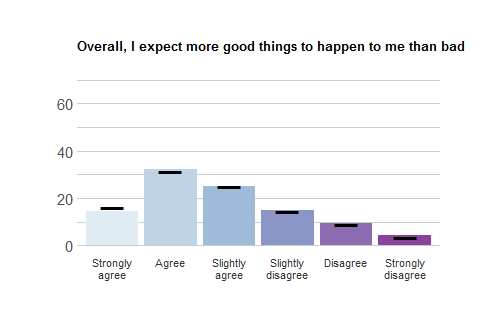 Overall, I expect more good things to happen to me than bad
60
40
20
0
Strongly agree
Agree
Slightly agree
Slightly disagree
Disagree
Strongly disagree